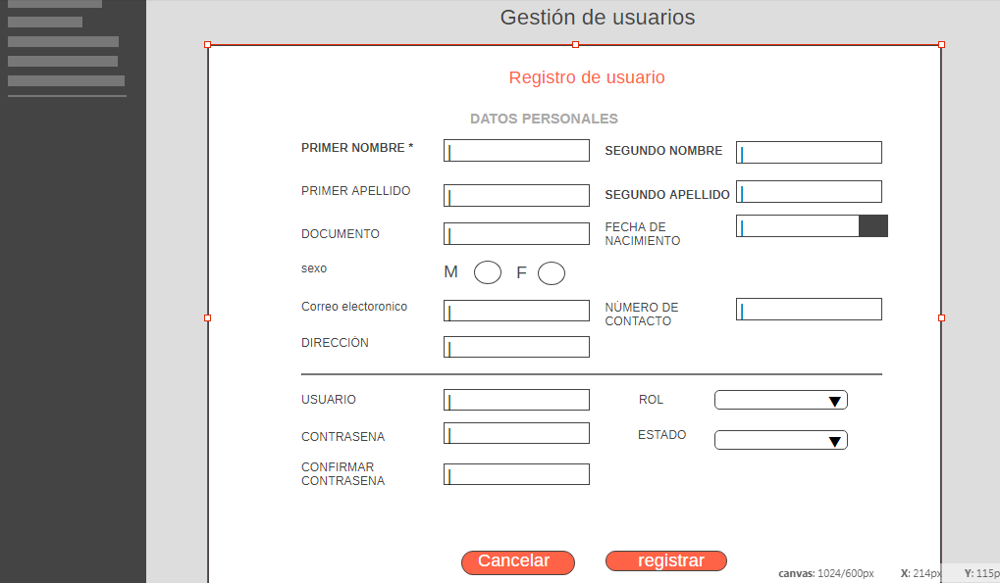 Gestión de usuarios
Registro de usuario
DATOS PERSONALES
PRIMER NOMBRE *
SEGUNDO NOMBRE
PRIMER APELLIDO
SEGUNDO APELLIDO
DOCUMENTO
FECHA DE
NACIMIENTO
sexo
M
F
Correo electoronico
NÚMERO DE
CONTACTO
DIRECCIÓN
USUARIO
ROL
CONTRASENA
ESTADO
CONFIRMAR
CONTRASENA
Cancelar
registrar
canvas: 1024/600px X: 214px Y: 115p